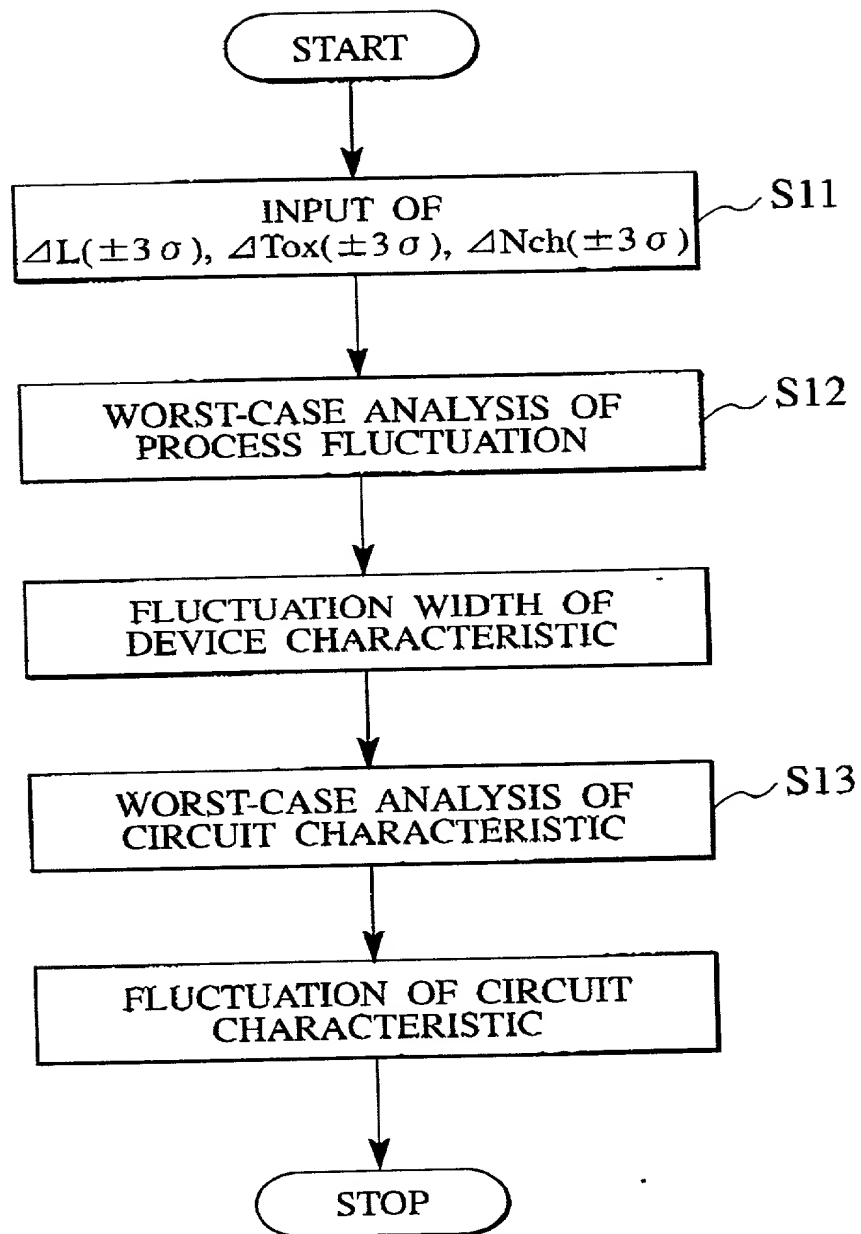 START
INPUT OF
⊿L(±3σ), ⊿Tox(±3σ), ⊿Nch(±3σ)
S11
WORST-CASE ANALYSIS OF
PROCESS FLUCTUATION
S12
FLUCTUATION WIDTH OF
DEVICE CHARACTERISTIC
WORST-CASE ANALYSIS OF
CIRCUIT CHARACTERISTIC
S13
FLUCTUATION OF CIRCUIT
CHARACTERISTIC
STOP